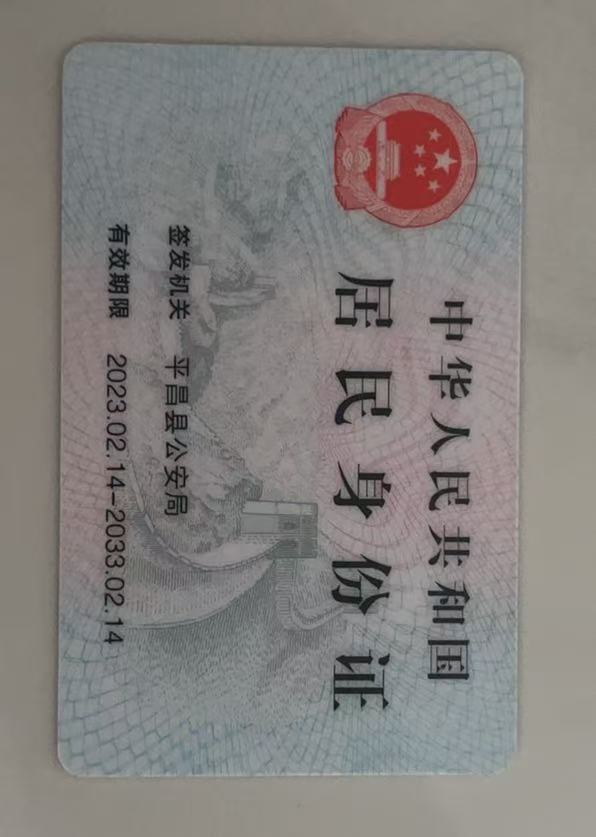 中华人民共和国
居民身份证
签发机关 平昌县公安局
有效期限 2023.02.14-2033.02.14